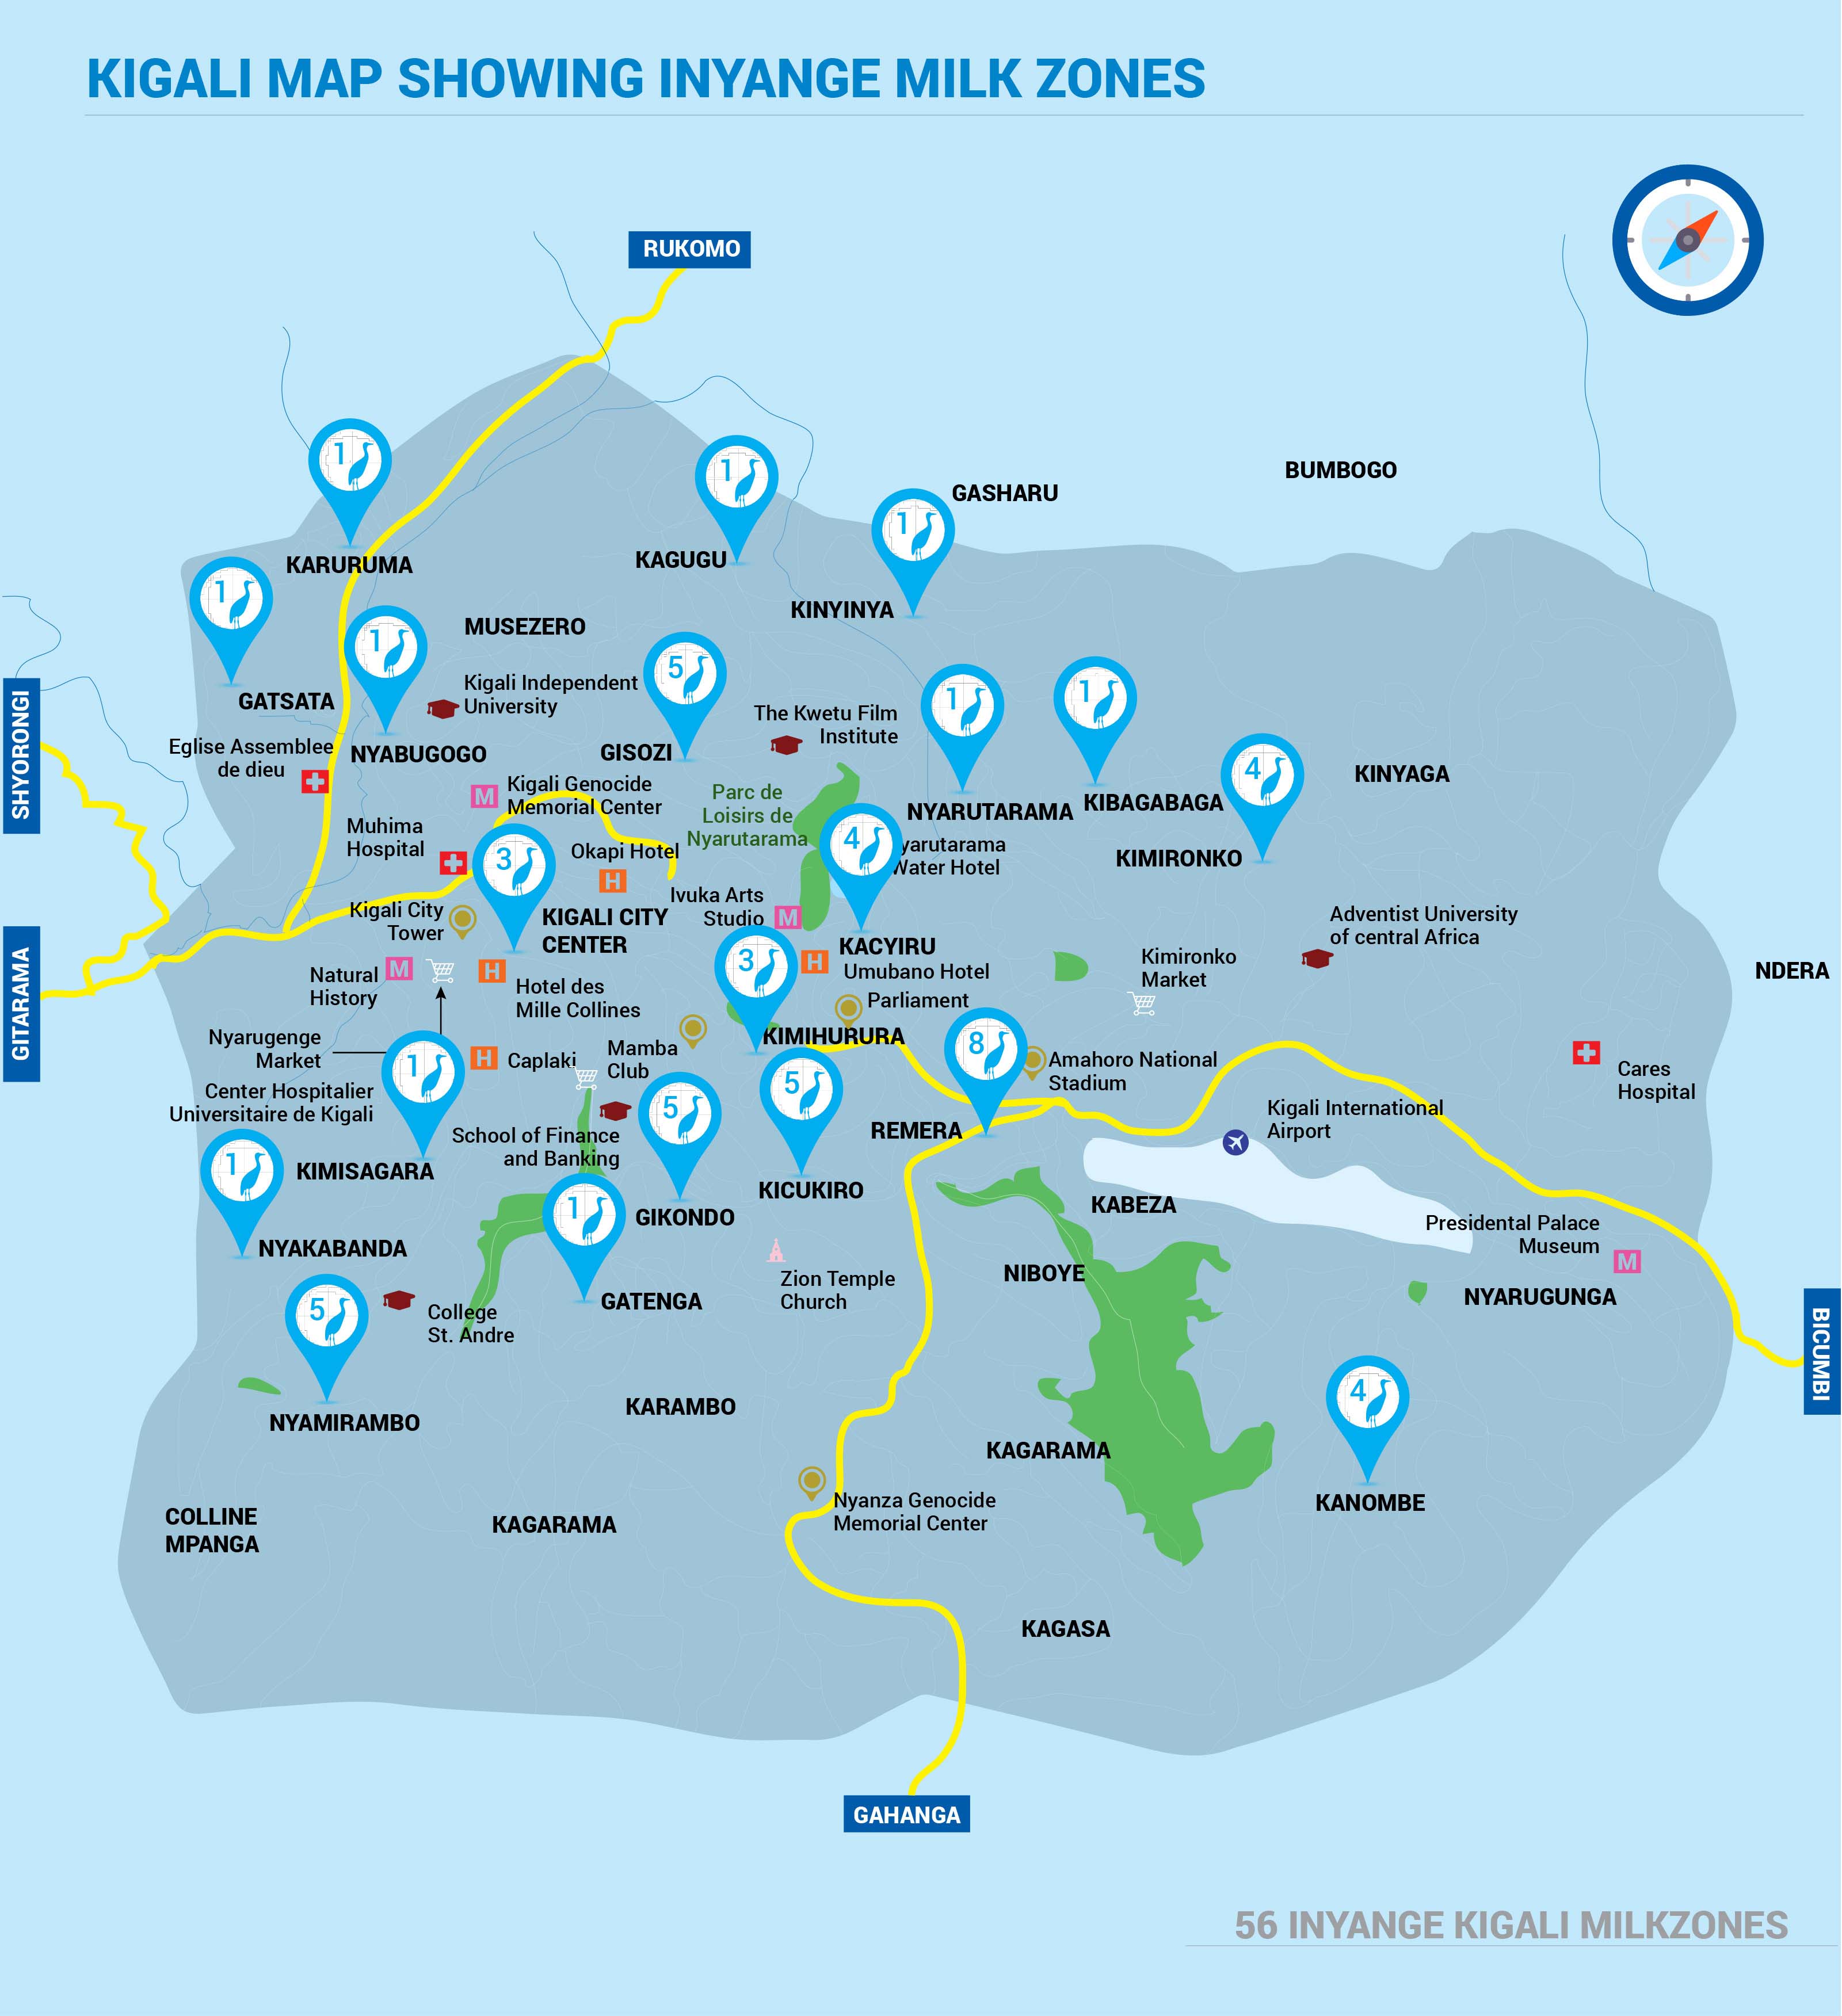 KIGALI MAP SHOWING INYANGE MILK ZONES
RUKOMO
BUMBOGO
1
1
GASHARU
1
KARURUMA
KAGUGU
1
KINYINYA
MUSEZERO
1
5
Kigali Independent
University
GATSATA
1
1
The Kwetu Film
Institute
SHYORONGI
Eglise Assemblee
de dieu
NYABUGOGO
GISOZI
4
KINYAGA
Kigali Genocide
Memorial Center
M
Parc de
Loisirs de
Nyarutarama
NYARUTARAMA
KIBAGABAGA
Muhima
Hospital
3
Okapi Hotel
H
4
yarutarama
Water Hotel
KIMIRONKO
Ivuka Arts
Studio
M
Kigali City
Tower
KIGALI CITY
CENTER
KACYIRU
Adventist University
of central Africa
GITARAMA
Natural
History
M
H
Hotel des
Mille Collines
3
H
Umubano Hotel
Kimironko
Market
NDERA
Parliament
Nyarugenge
Market
1
H
Caplaki
Mamba
Club
KIMIHURURA
8
Amahoro National
Stadium
Cares
Hospital
Center Hospitalier
Universitaire de Kigali
5
5
Kigali International
Airport
School of Finance
and Banking
REMERA
1
KIMISAGARA
KICUKIRO
KABEZA
1
GIKONDO
Presidental Palace
Museum
M
NYAKABANDA
Zion Temple
Church
NIBOYE
NYARUGUNGA
5
College
St. Andre
GATENGA
BICUMBI
4
NYAMIRAMBO
KARAMBO
KAGARAMA
KANOMBE
COLLINE
MPANGA
KAGARAMA
Nyanza Genocide
Memorial Center
KAGASA
GAHANGA
56 INYANGE KIGALI MILKZONES